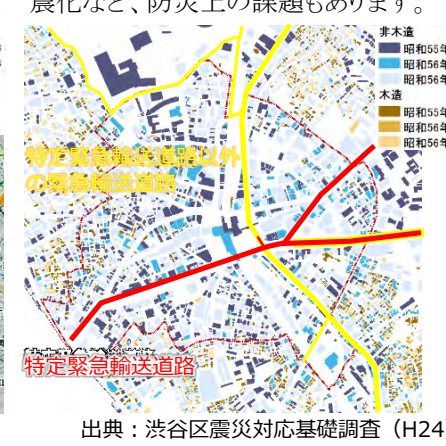 震化など、防災上の課題もあります。
非木造
昭和55年
昭和56年
昭和56年
木造
昭和55年
昭和56年
昭和56年
特定緊急輸送道路以外
の緊急輸送道路
特定緊急輸送道路
出典：渋谷区震災対応基礎調査（H24